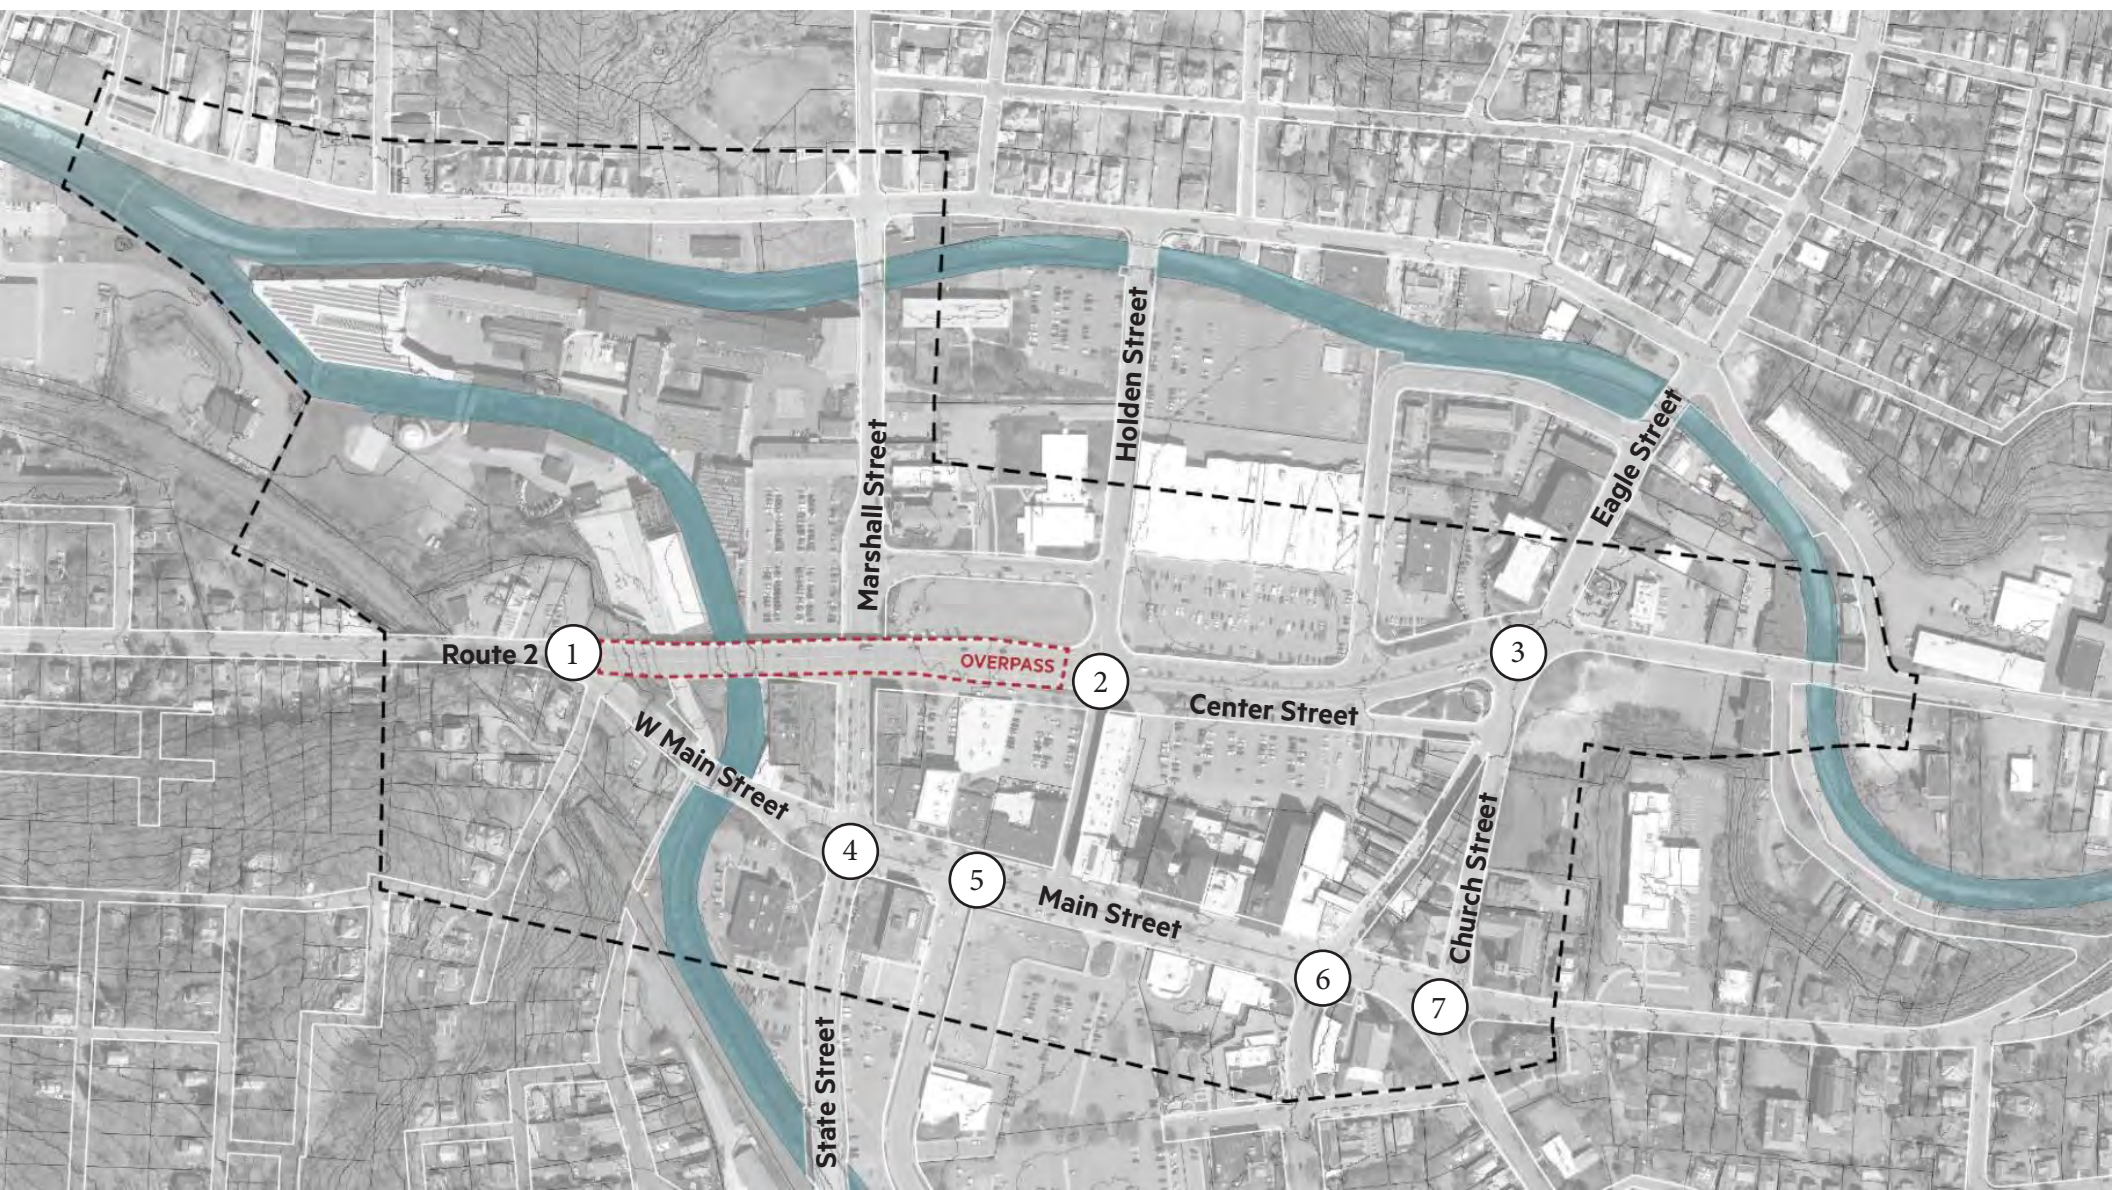 Holden Street
Eagle Street
Marshall Street
Route 2
1
OVERPASS
2
3
Center Street
W Main Street
4
5
Main Street
Church Street
6
7
State Street